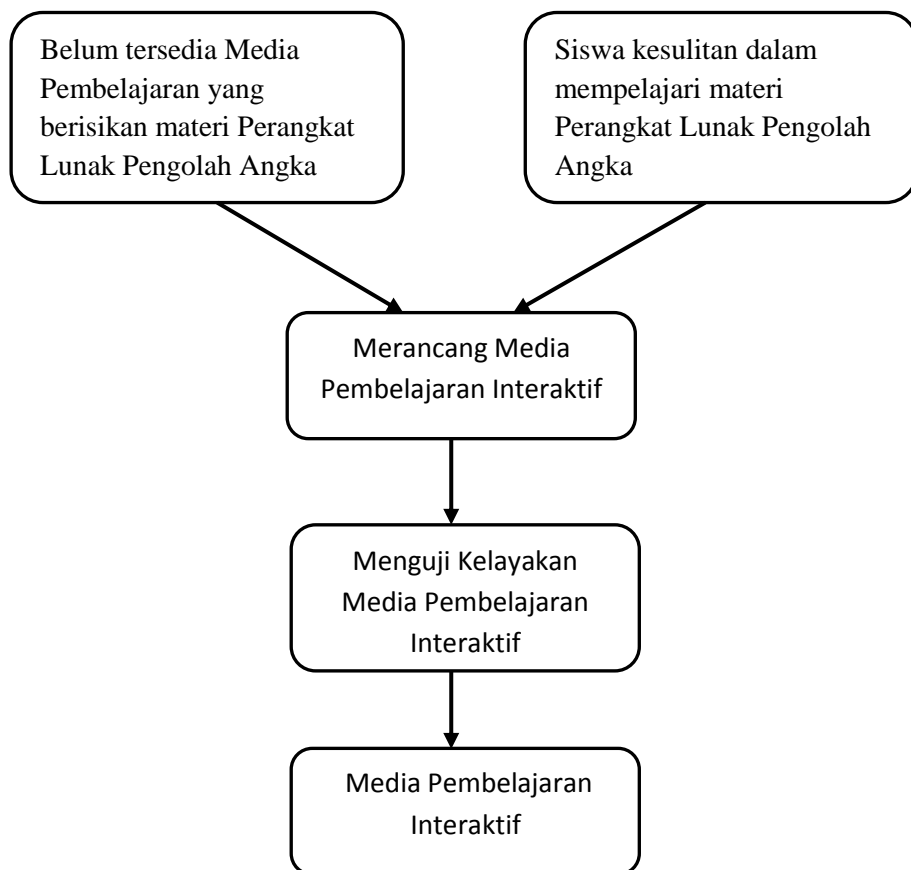 Belum tersedia Media
Pembelajaran yang
berisikan materi Perangkat
Lunak Pengolah Angka
Siswa kesulitan dalam
mempelajari materi
Perangkat Lunak Pengolah
Angka
Merancang Media
Pembelajaran Interaktif
Menguji Kelayakan
Media Pembelajaran
Interaktif
Media Pembelajaran
Interaktif